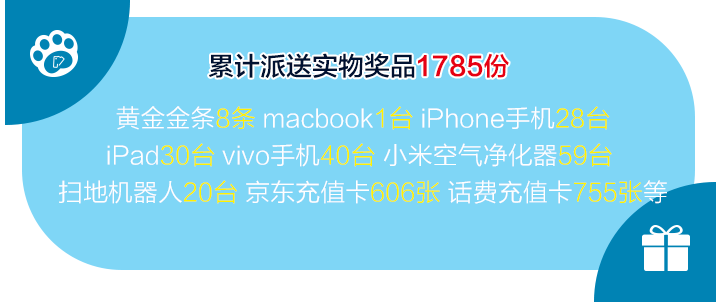 累计派送实物奖品1785份
黄金金条8条 macbook1台 iPhone手机28台
iPad30台 vivo手机40台 小米空气净化器59台
扫地机器人20台 京东充值卡606张 话费充值卡755张等